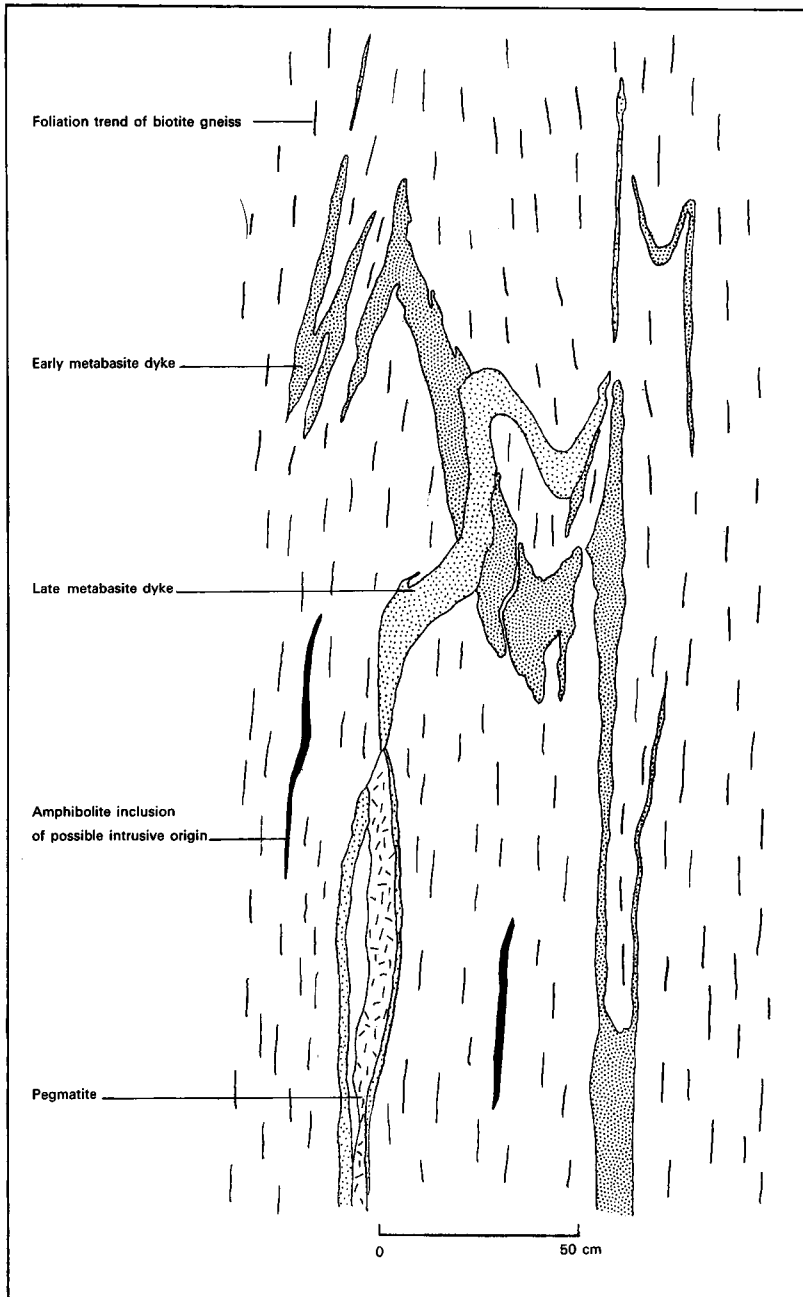 Foliation trend of biotite gneiss
Early metabasite dyke
Late metabasite dyke
Amphibolite inclusion
of possible intrusive origin
Pegmatite
0
50 cm